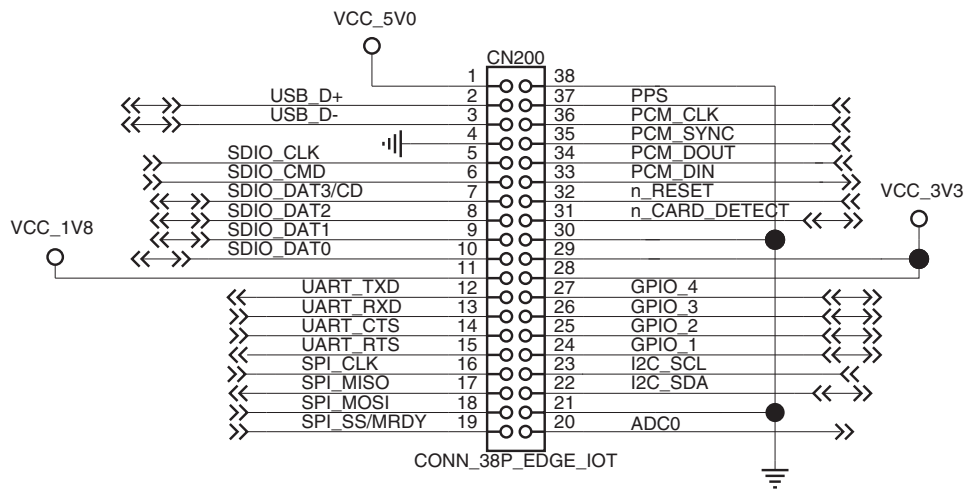 VCC_5V0
CN200
1 38
USB_D+ 2 37 PPS
USB_D- 3 36 PCM_CLK
4 35 PCM_SYNC
SDIO_CLK 5 34 PCM_DOUT
SDIO_CMD 6 33 PCM_DIN
SDIO_DAT3/CD 7 32 n_RESET
VCC_3V3
SDIO_DAT2 8 31 n_CARD_DETECT
VCC_1V8
SDIO_DAT1 9 30
SDIO_DAT0 10 29
11 28
UART_TXD 12 27 GPIO_4
UART_RXD 13 26 GPIO_3
UART_CTS 14 25 GPIO_2
UART_RTS 15 24 GPIO_1
SPI_CLK 16 23 I2C_SCL
SPI_MISO 17 22 I2C_SDA
SPI_MOSI 18 21
SPI_SS/MRDY 19 20 ADC0
CONN_38P_EDGE_IOT